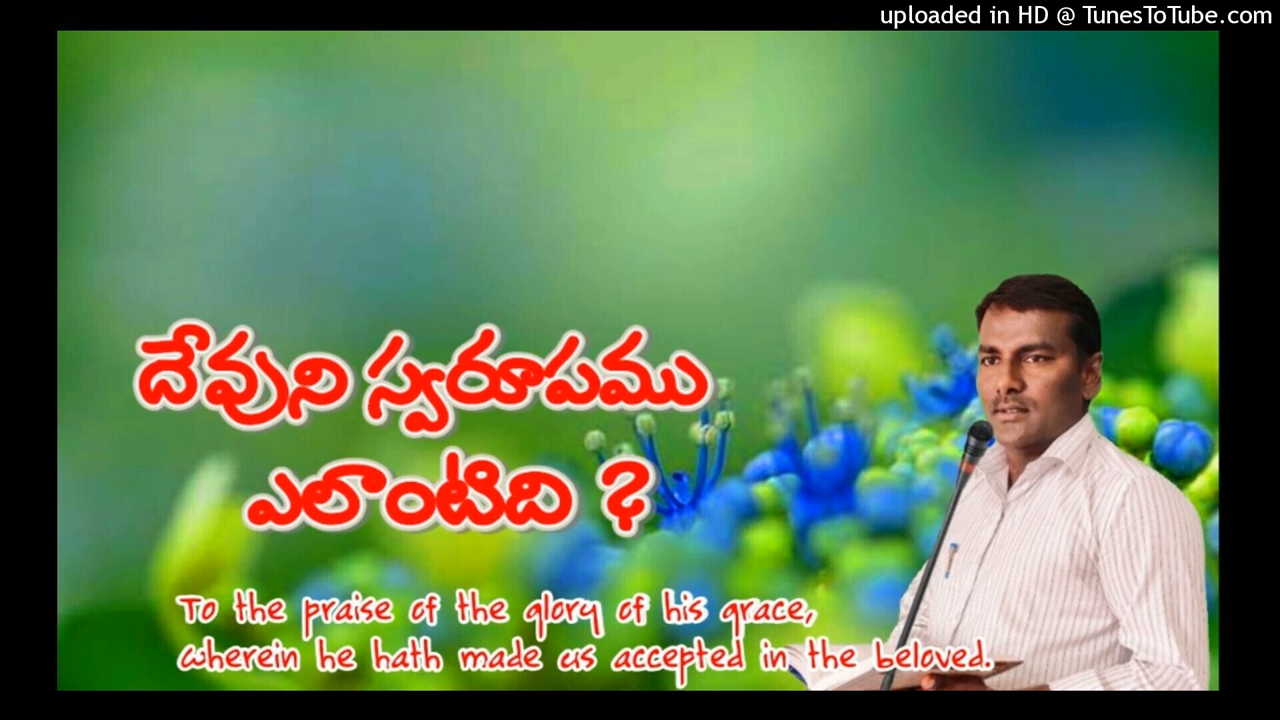 uploaded in HD @ TunesToTube.com
దేవుని స్వరూపము
ఎలాంటిది ?
To the praise of the glory of his grace,
wherein he hath made us accepted in the beloved.